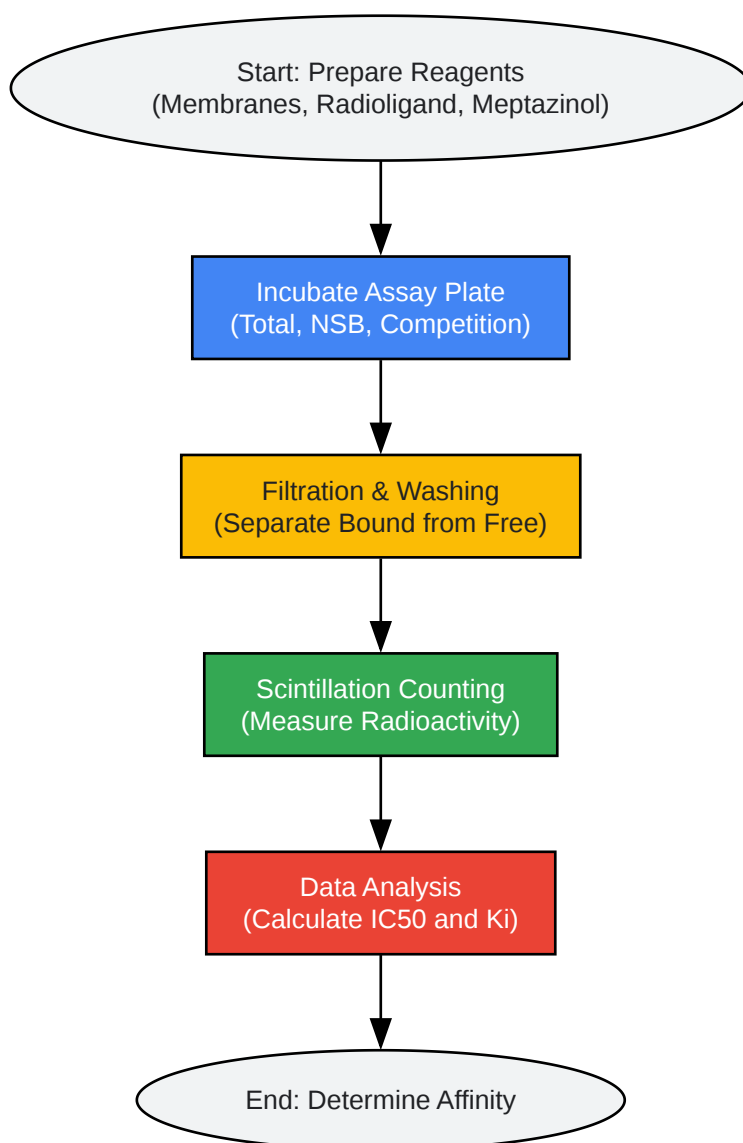 Start: Prepare Reagents
(Membranes, Radioligand, Meptazinol)
Incubate Assay Plate
(Total, NSB, Competition)
Filtration & Washing
(Separate Bound from Free)
Scintillation Counting
(Measure Radioactivity)
Data Analysis
(Calculate IC50 and Ki)
End: Determine Affinity